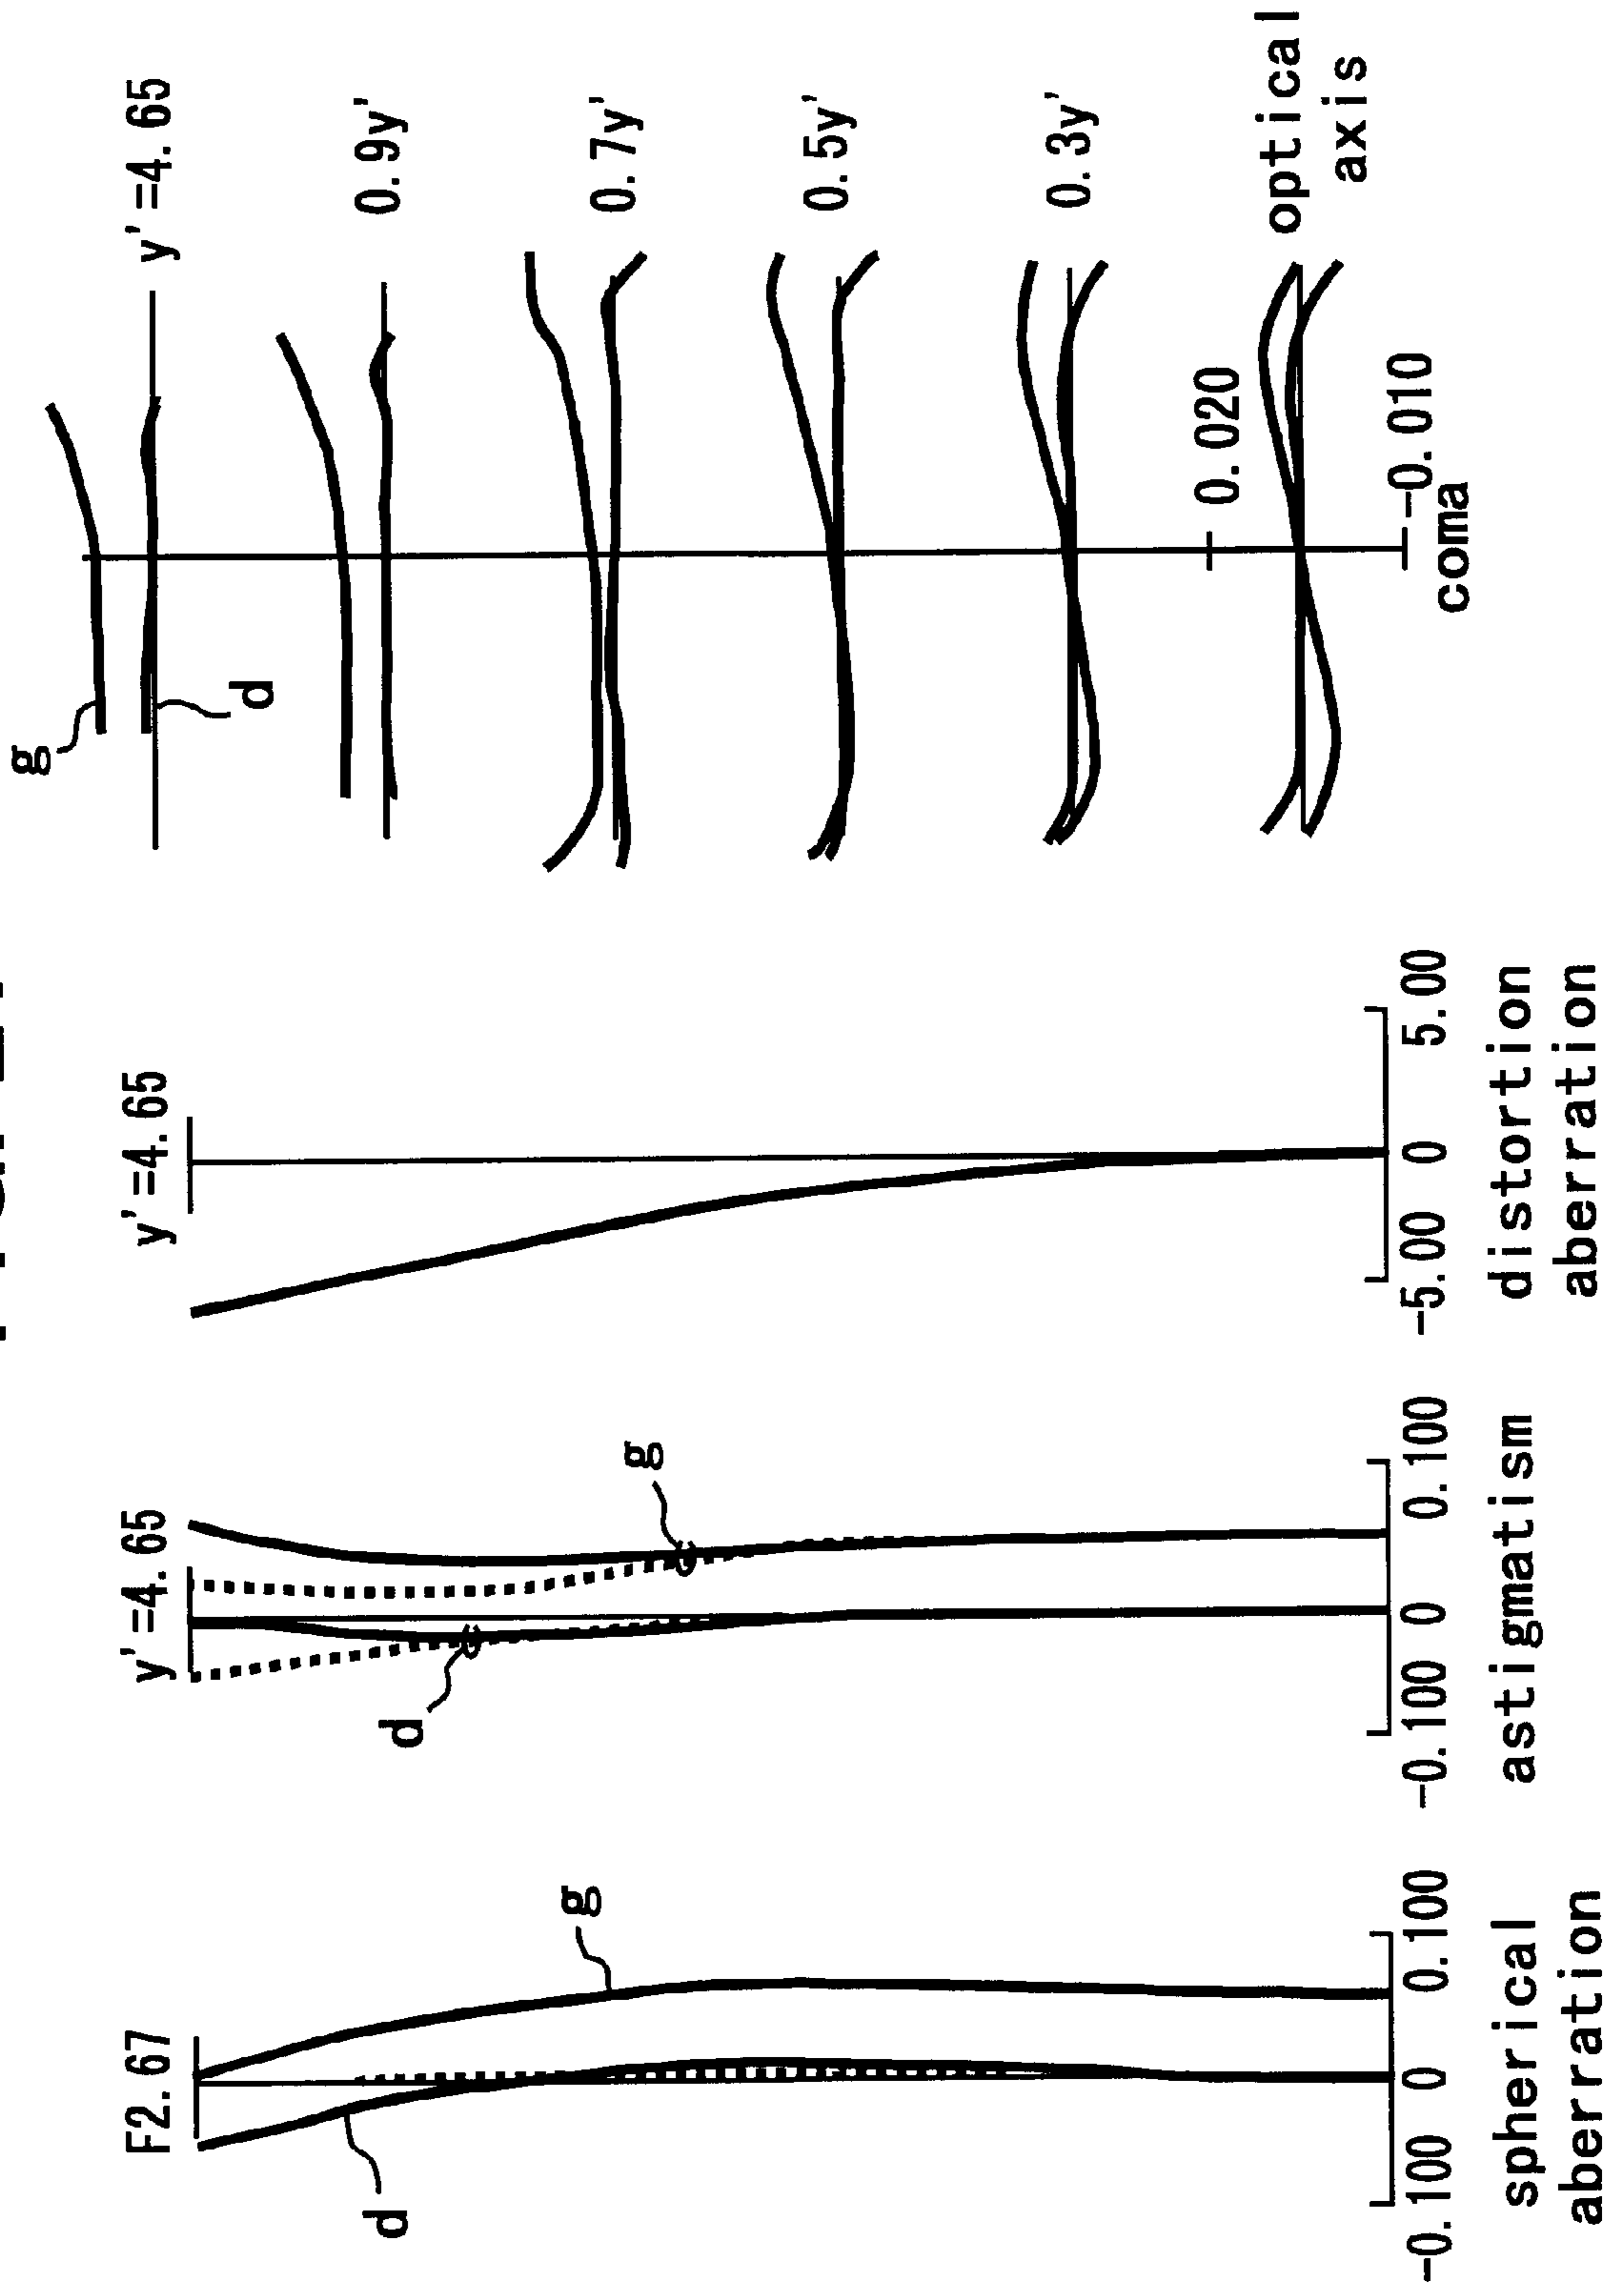 F2.67
g
d
-0.100 0 0.100
spherical
aberration
y'=4.65
g
d
-0.100 0 0.100
astigmatism
y'=4.65
-5.00 0 5.00
distortion
aberration
g
d
y'=4.65
0.9y'
0.7y'
0.5y'
0.3y'
0.020
optical
axis
-0.010
coma